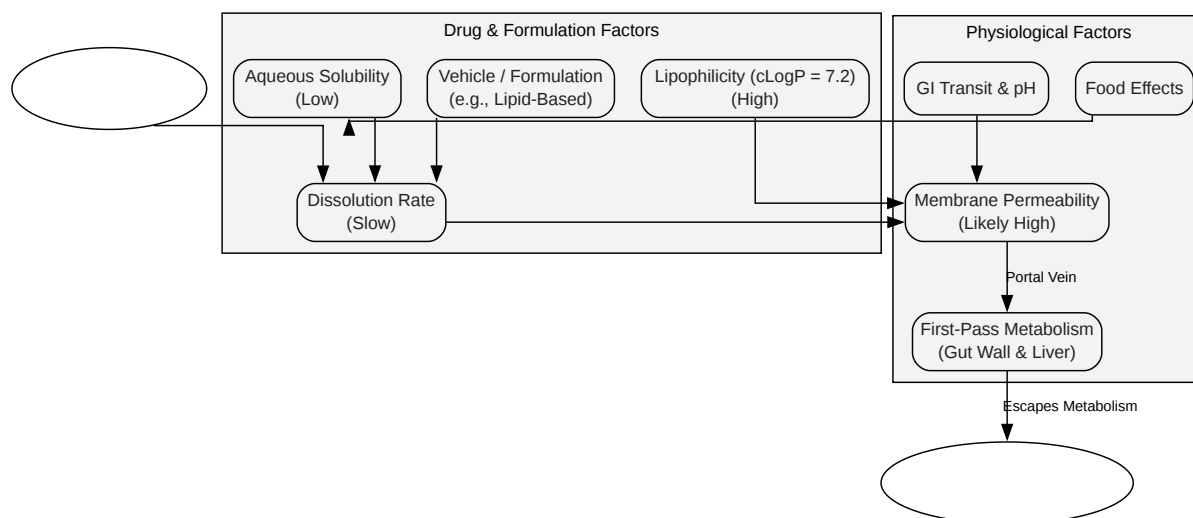 Drug & Formulation Factors
Physiological Factors
Aqueous Solubility
(Low)
Vehicle / Formulation
(e.g., Lipid-Based)
Lipophilicity (cLogP = 7.2)
(High)
GI Transit & pH
Food Effects
Dissolution Rate
(Slow)
Membrane Permeability
(Likely High)
Portal Vein
First-Pass Metabolism
(Gut Wall & Liver)
Escapes Metabolism